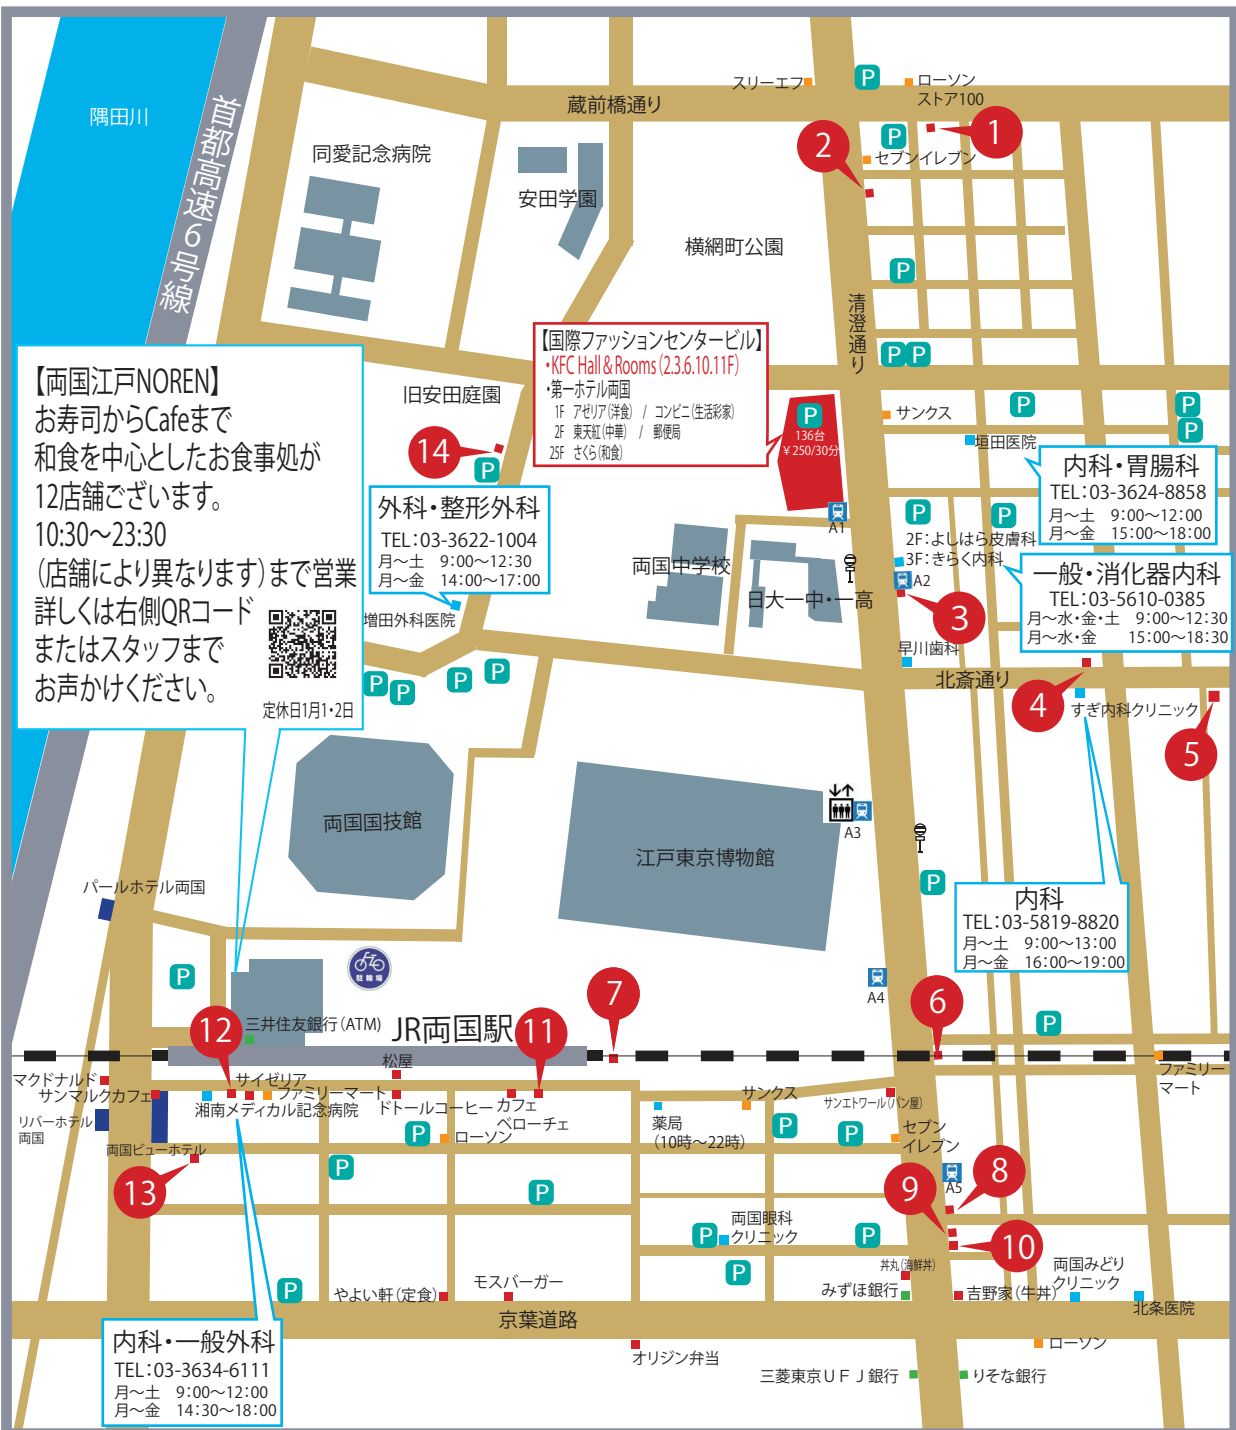 隅田川
首都高速6号線
同愛記念病院
安田学園
蔵前橋通り
スリーエフ
P
ローソン
ストア100
1
2
P
セブンイレブン
横網町公園
P
清澄通り
P P
【国際ファッションセンタービル】
・KFC Hall & Rooms (2.3.6.10.11F)
・第一ホテル両国
1F アゼリア(洋食) / コンビニ(生活彩家)
2F 東天紅(中華) / 郵便局
25F さくら(和食)
P
136台
¥250/30分
旧安田庭園
14
P
サンクス
P
P
P
垣田医院
内科・胃腸科
TEL:03-3624-8858
月～土 9:00～12:00
月～金 15:00～18:00
【両国江戸NOREN】
お寿司からCafeまで
和食を中心としたお食事処が
12店舗ございます。
10:30～23:30
(店舗により異なります)まで営業
詳しくは右側QRコード
またはスタッフまで
お声かけください。
定休日1月1・2日
外科・整形外科
TEL:03-3622-1004
月～土 9:00～12:30
月～金 14:00～17:00
増田外科医院
両国中学校
日大一中・一高
A1
P
P
2F:よしはら皮膚科
3F:きらく内科
A2
3
一般・消化器内科
TEL:03-5610-0385
月～水・金・土 9:00～12:30
月～水・金 15:00～18:30
早川歯科
北斎通り
4
すぎ内科クリニック
5
P P P P
両国国技館
江戸東京博物館
A3
P
内科
TEL:03-5819-8820
月～土 9:00～13:00
月～金 16:00～19:00
パールホテル両国
P
駐輪場
A4
6
7
P
三井住友銀行(ATM)
JR両国駅
11
12
松屋
マクドナルド
サンマルクカフェ
サイゼリア
ファミリーマート
湘南メディカル記念病院
ドトールコーヒー
カフェ
ベローチェ
サンクス
サンエトワール(パン屋)
ファミリー
マート
リバーホテル
両国
両国ビューホテル
13
P
P
ローソン
薬局
(10時～22時)
P
P
セブン
イレブン
A5
8
9
10
P
P
両国眼科
クリニック
P
P
丼丸(海鮮丼)
みずほ銀行
吉野家(牛丼)
両国みどり
クリニック
北条医院
P
やよい軒(定食)
モスバーガー
京葉道路
オリジン弁当
ローソン
三菱東京UFJ銀行
りそな銀行
内科・一般外科
TEL:03-3634-6111
月～土 9:00～12:00
月～金 14:30～18:00